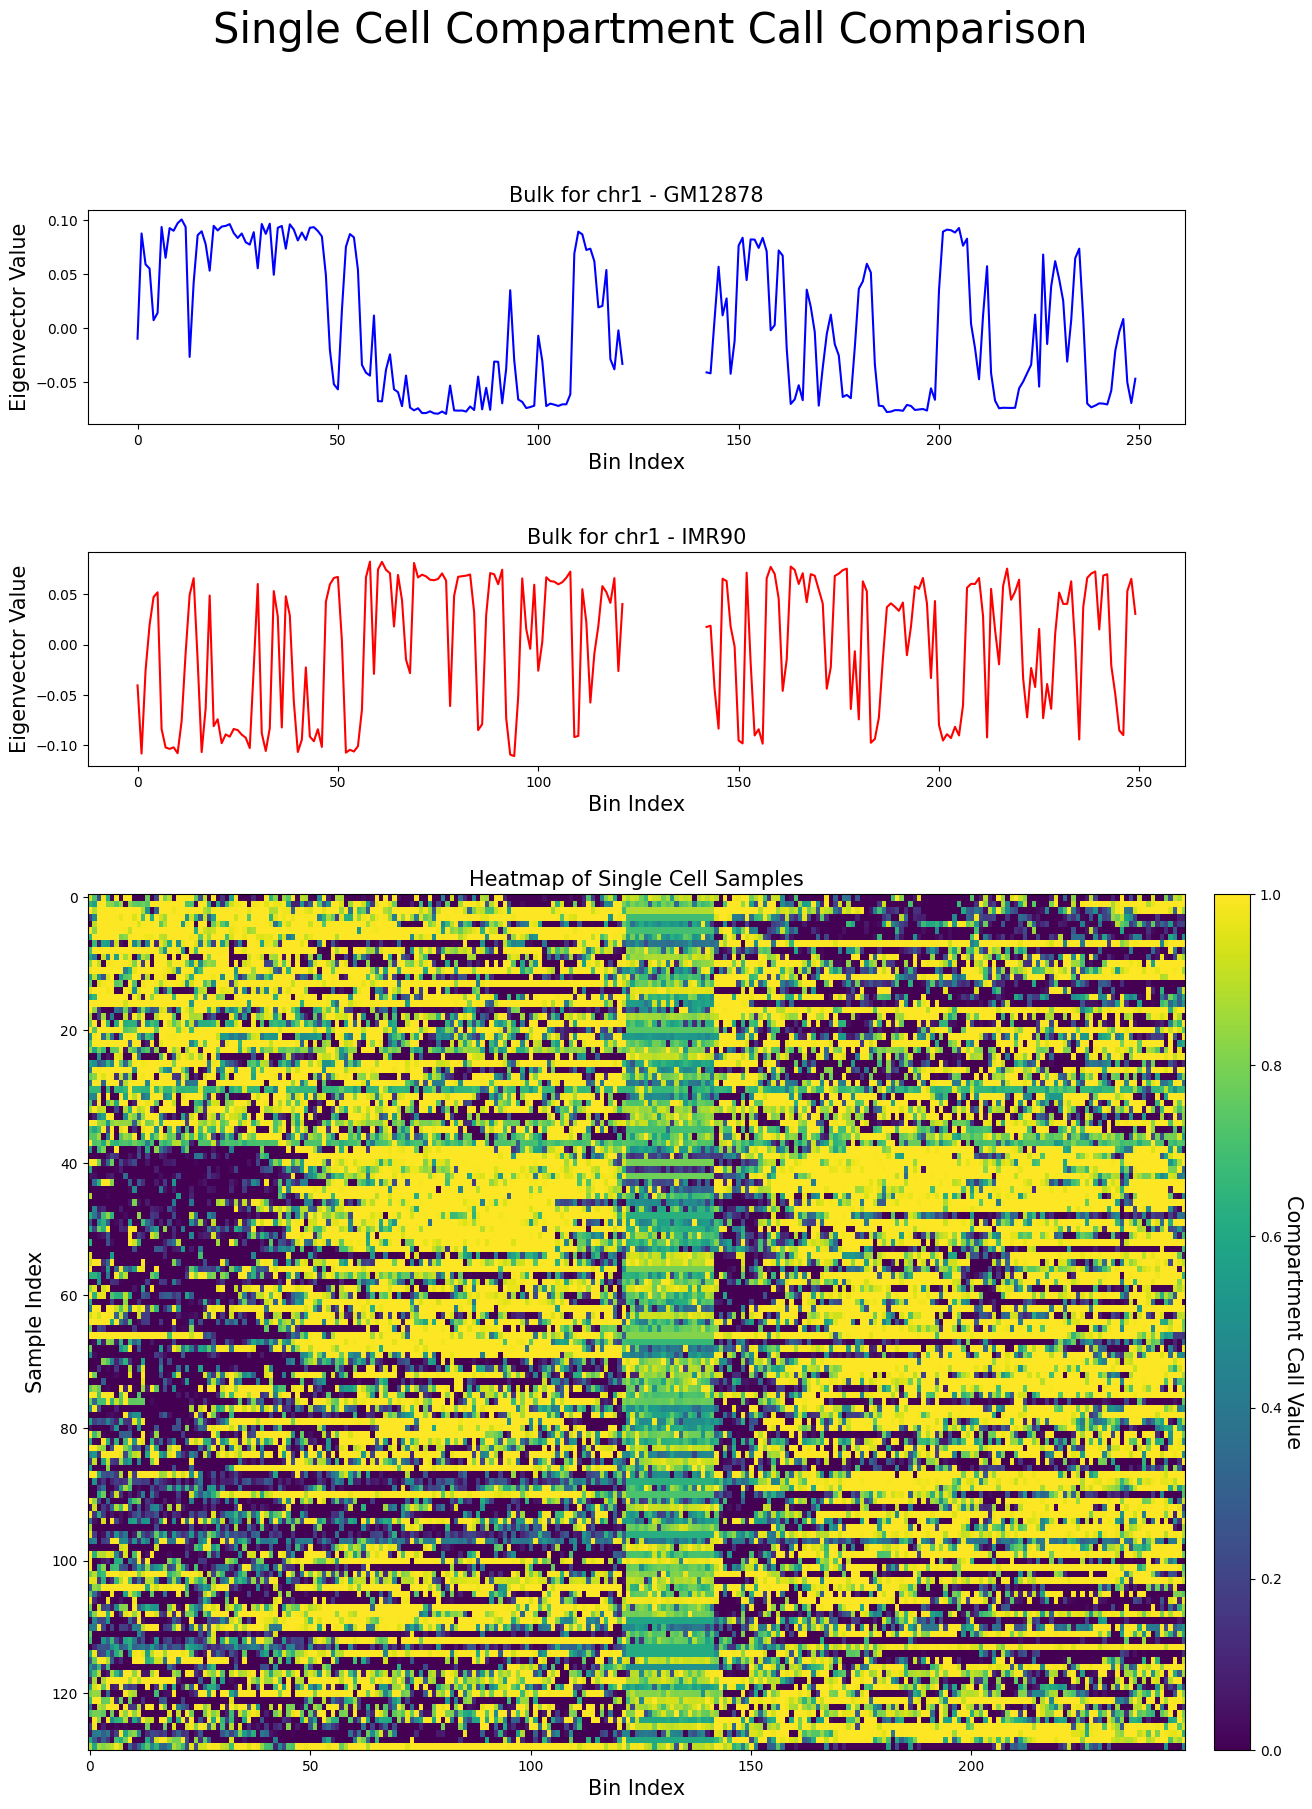 Single Cell Compartment Call Comparison
Bulk for chr1 - GM12878
Eigenvector Value
0.10
0.05
0.00
−0.05
0 50 100 150 200 250
Bin Index
Bulk for chr1 - IMR90
Eigenvector Value
0.05
0.00
−0.05
−0.10
0 50 100 150 200 250
Bin Index
Heatmap of Single Cell Samples
Sample Index
0
20
40
60
80
100
120
0 50 100 150 200
Bin Index
1.0
0.8
0.6
0.4
0.2
0.0
Compartment Call Value